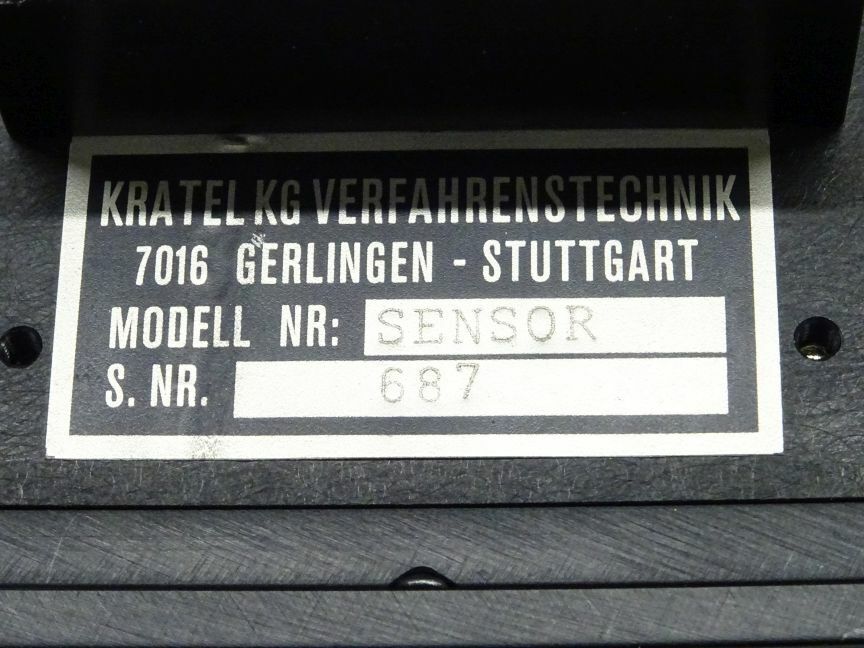 KRATEL KG VERFAHRENSTECHNIK
7016 GERLINGEN - STUTTGART
MODELL NR: SENSOR
S. NR. 687